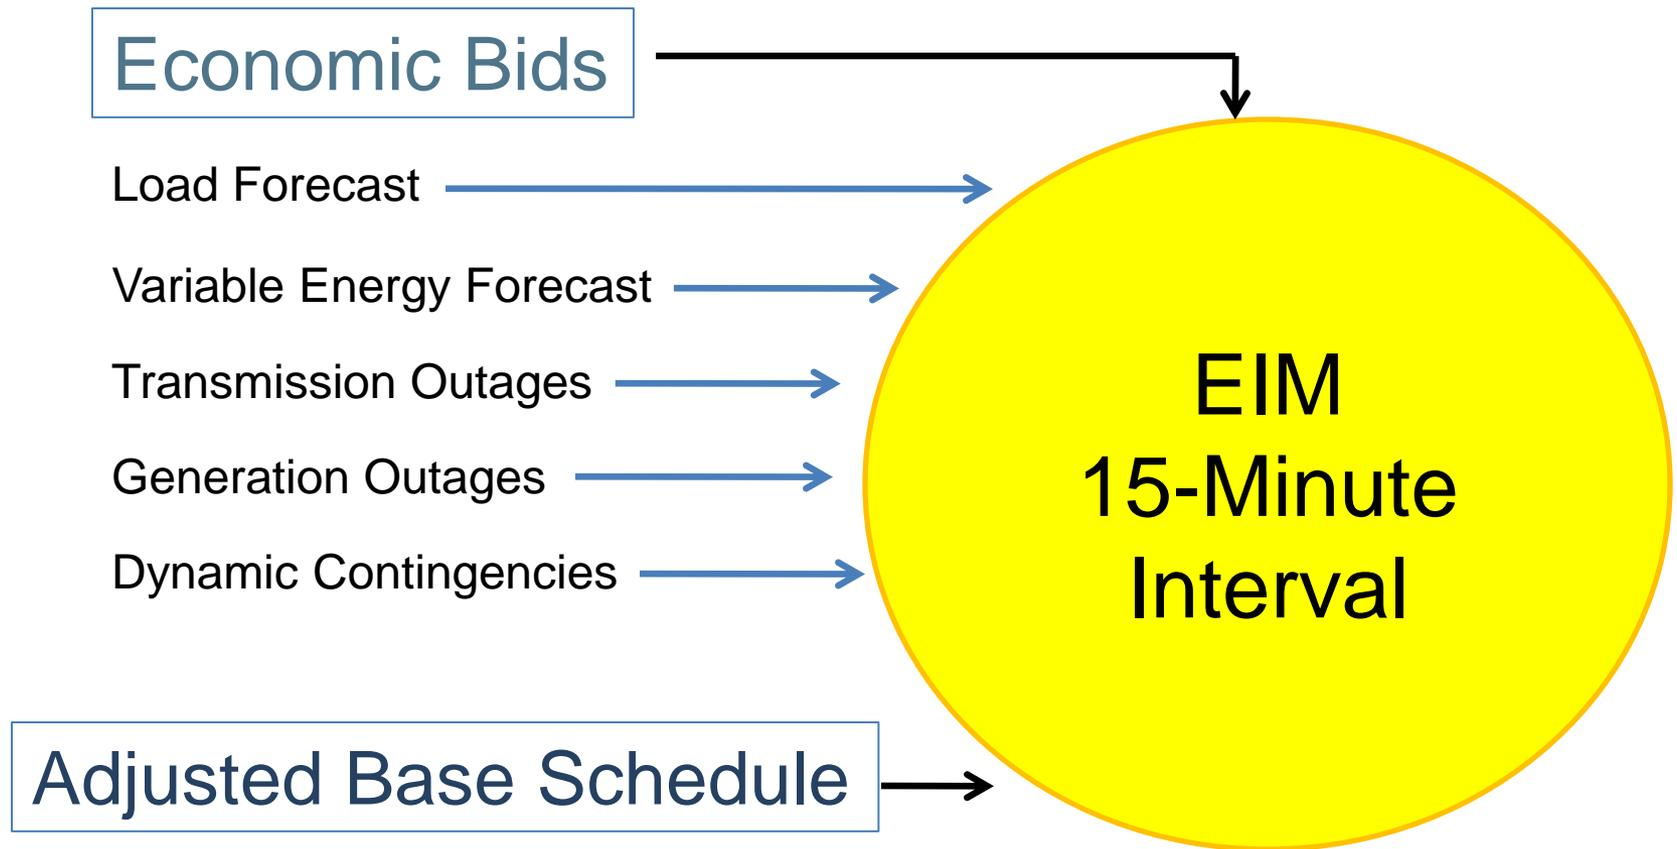 Economic Bids
Load Forecast
Variable Energy Forecast
Transmission Outages
Generation Outages
Dynamic Contingencies
Adjusted Base Schedule
EIM
15-Minute
Interval